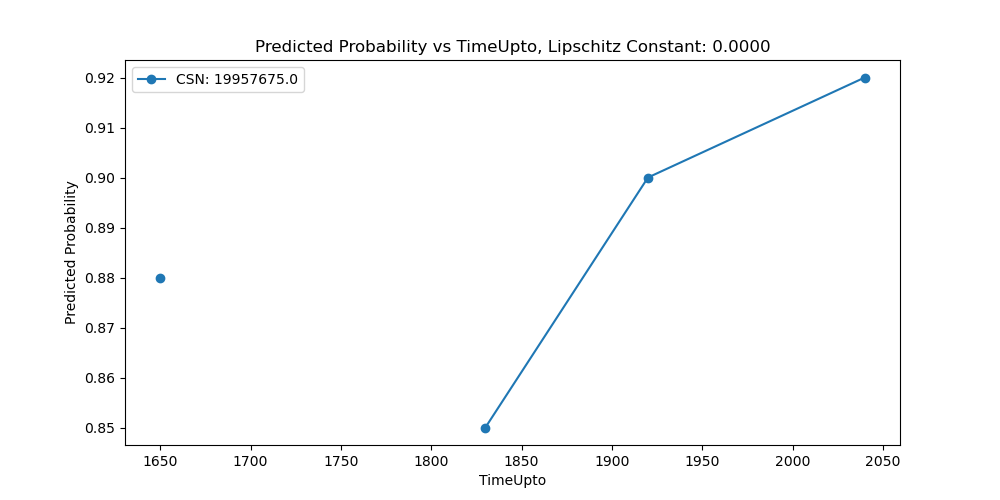 Predicted Probability vs TimeUpto, Lipschitz Constant: 0.0000
CSN: 19957675.0
Predicted Probability
0.92
0.91
0.90
0.89
0.88
0.87
0.86
0.85
1650 1700 1750 1800 1850 1900 1950 2000 2050
TimeUpto